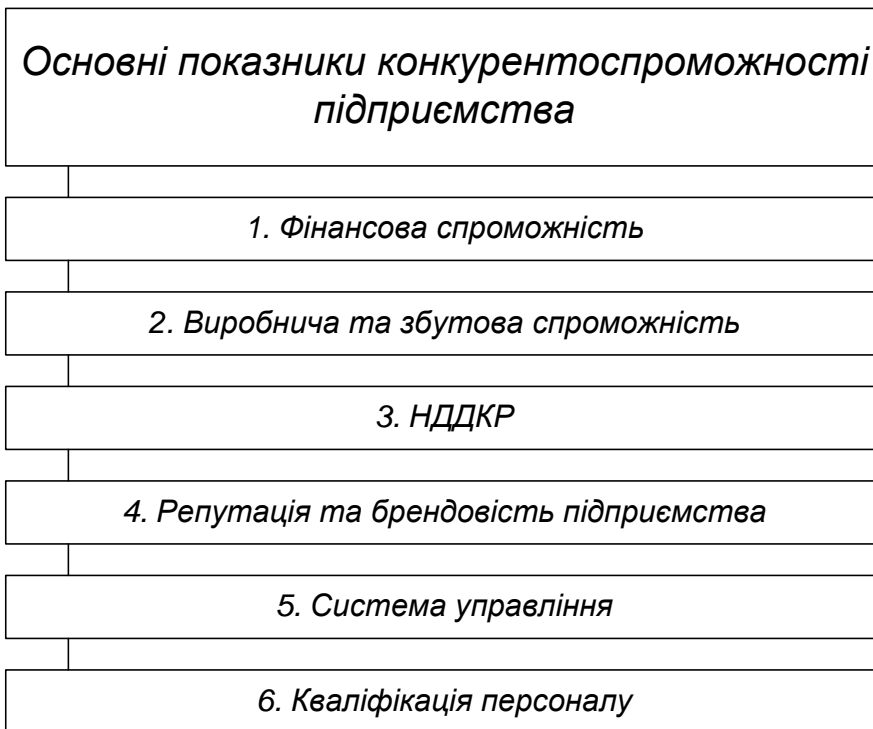 Основні показники конкурентоспроможності
підприємства
1. Фінансова спроможність
2. Виробнича та збутова спроможність
3. НДДКР
4. Репутація та брендовість підприємства
5. Система управління
6. Кваліфікація персоналу